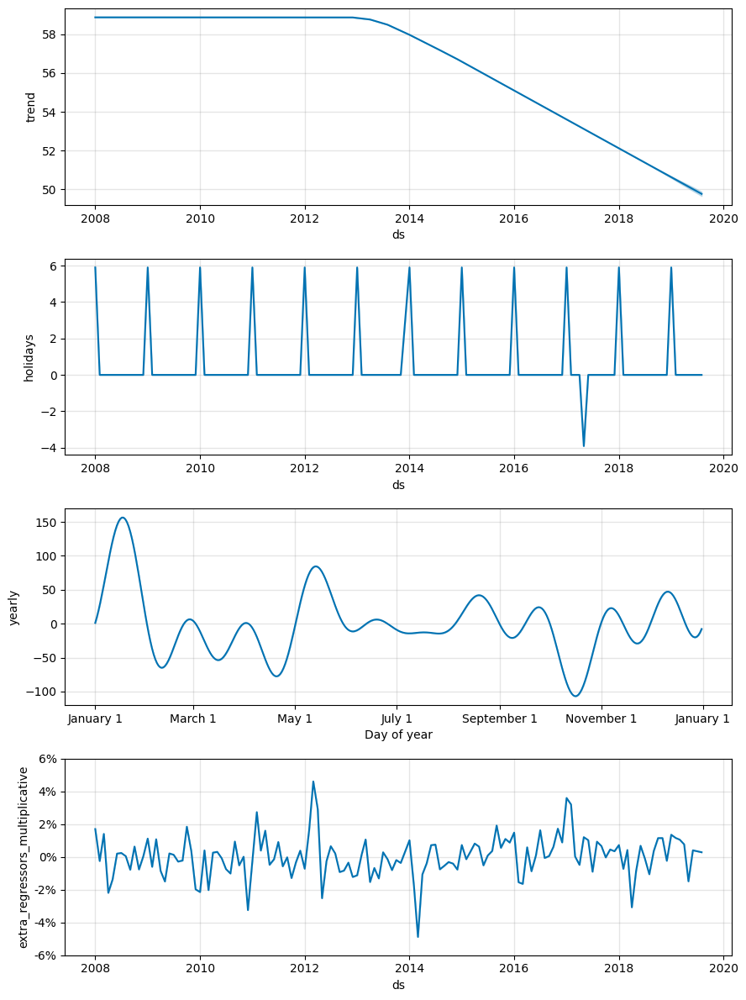 58
56
54
52
50
trend
2008 2010 2012 2014 2016 2018 2020
ds
6
4
2
0
−2
−4
holidays
2008 2010 2012 2014 2016 2018 2020
ds
150
100
50
0
−50
−100
yearly
January 1 March 1 May 1 July 1 September 1 November 1 January 1
Day of year
6%
4%
2%
0%
-2%
-4%
-6%
extra_regressors_multiplicative
2008 2010 2012 2014 2016 2018 2020
ds